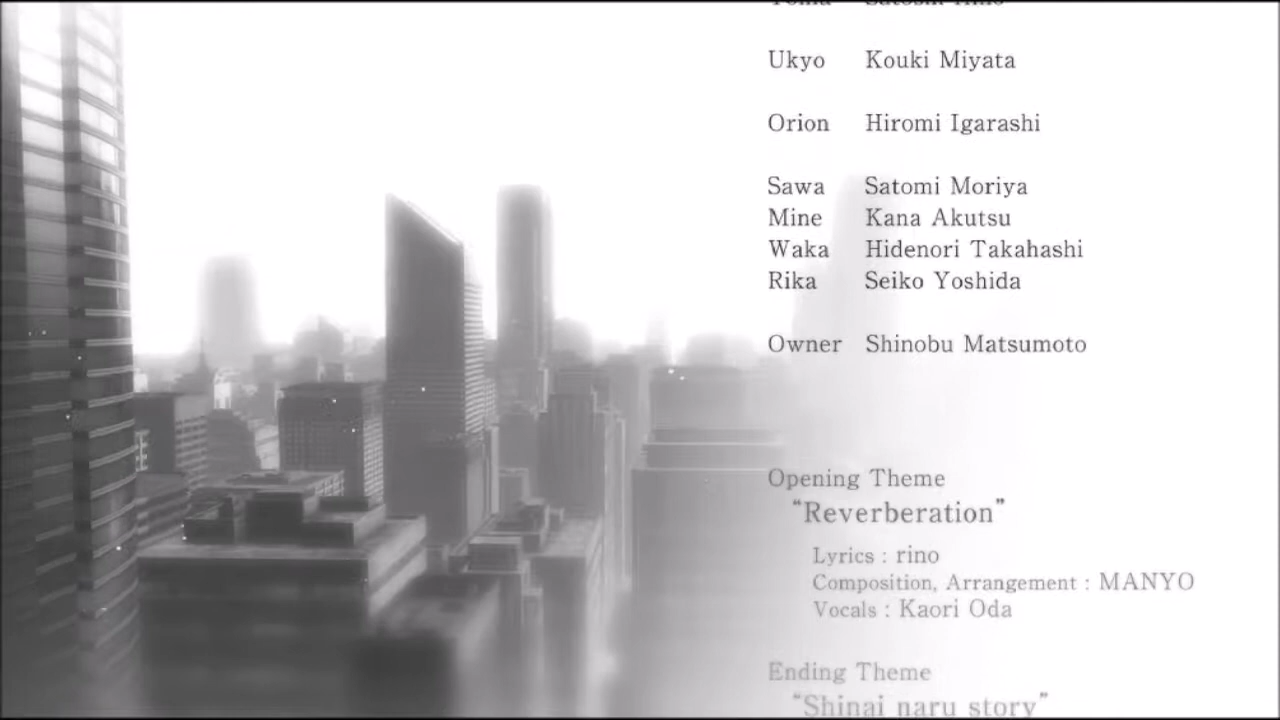 Ukyo Kouki Miyata
Orion Hiromi Igarashi
Sawa Satomi Moriya
Mine Kana Akutsu
Waka Hidenori Takahashi
Rika Seiko Yoshida
Owner Shinobu Matsumoto
Opening Theme
“Reverberation”
Lyrics : rino
Composition, Arrangement : MANYO
Vocals : Kaori Oda
Ending Theme
“Shinai naru story”